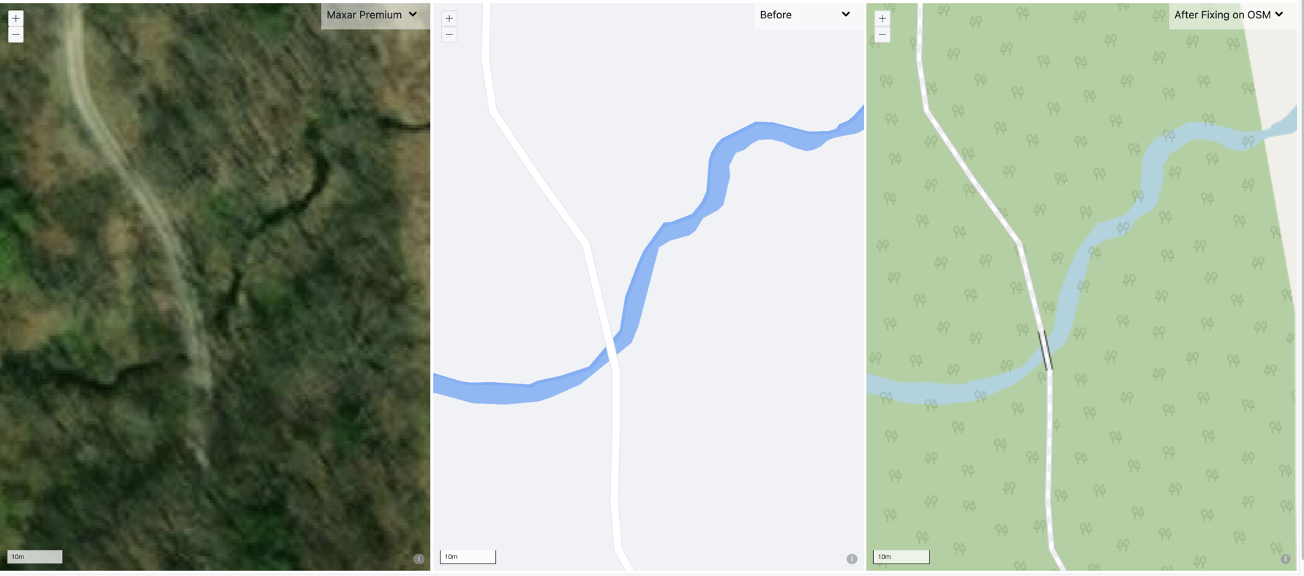 +
−
Maxar Premium
10m
i
+
−
Before
10m
i
+
−
After Fixing on OSM
10m
i